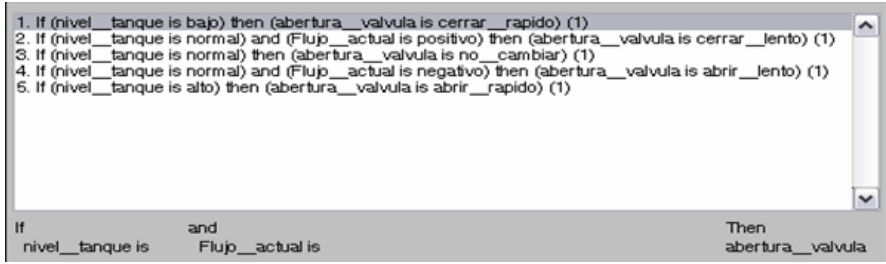 1. If (nivel__tanque is bajo) then (abertura__valvula is cerrar__rapido) (1)
2. If (nivel__tanque is normal) and (Flujo__actual is positivo) then (abertura__valvula is cerrar__lento) (1)
3. If (nivel__tanque is normal) then (abertura__valvula is no__cambiar) (1)
4. If (nivel__tanque is normal) and (Flujo__actual is negativo) then (abertura__valvula is abrir__lento) (1)
5. If (nivel__tanque is alto) then (abertura__valvula is abrir__rapido) (1)
If and Then
nivel__tanque is Flujo__actual is abertura__valvula